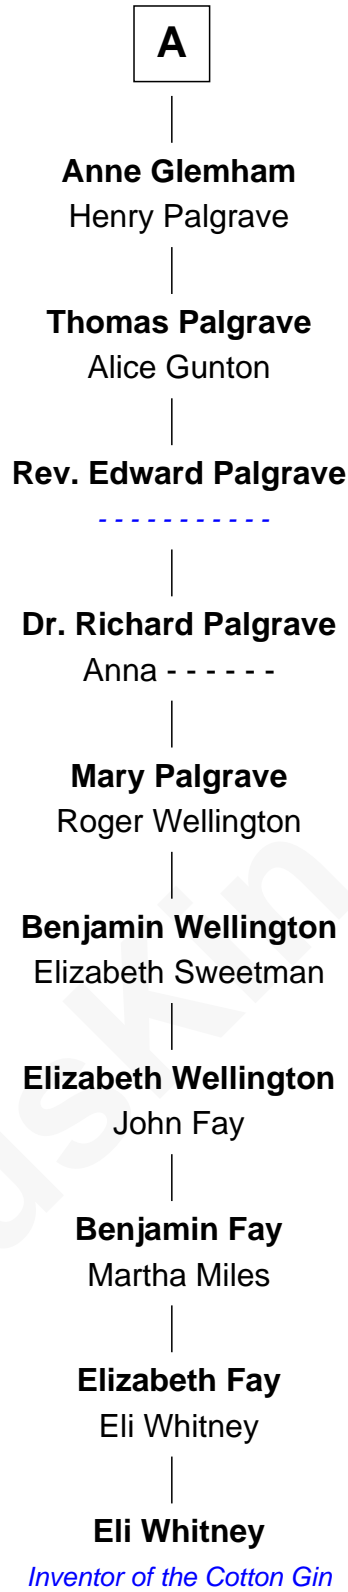 A
Anne Glemham
Henry Palgrave
Thomas Palgrave
Alice Gunton
Rev. Edward Palgrave
- - - - - - - - - - -
Dr. Richard Palgrave
Anna - - - - - -
Mary Palgrave
Roger Wellington
Benjamin Wellington
Elizabeth Sweetman
Elizabeth Wellington
John Fay
Benjamin Fay
Martha Miles
Elizabeth Fay
Eli Whitney
Eli Whitney
Inventor of the Cotton Gin